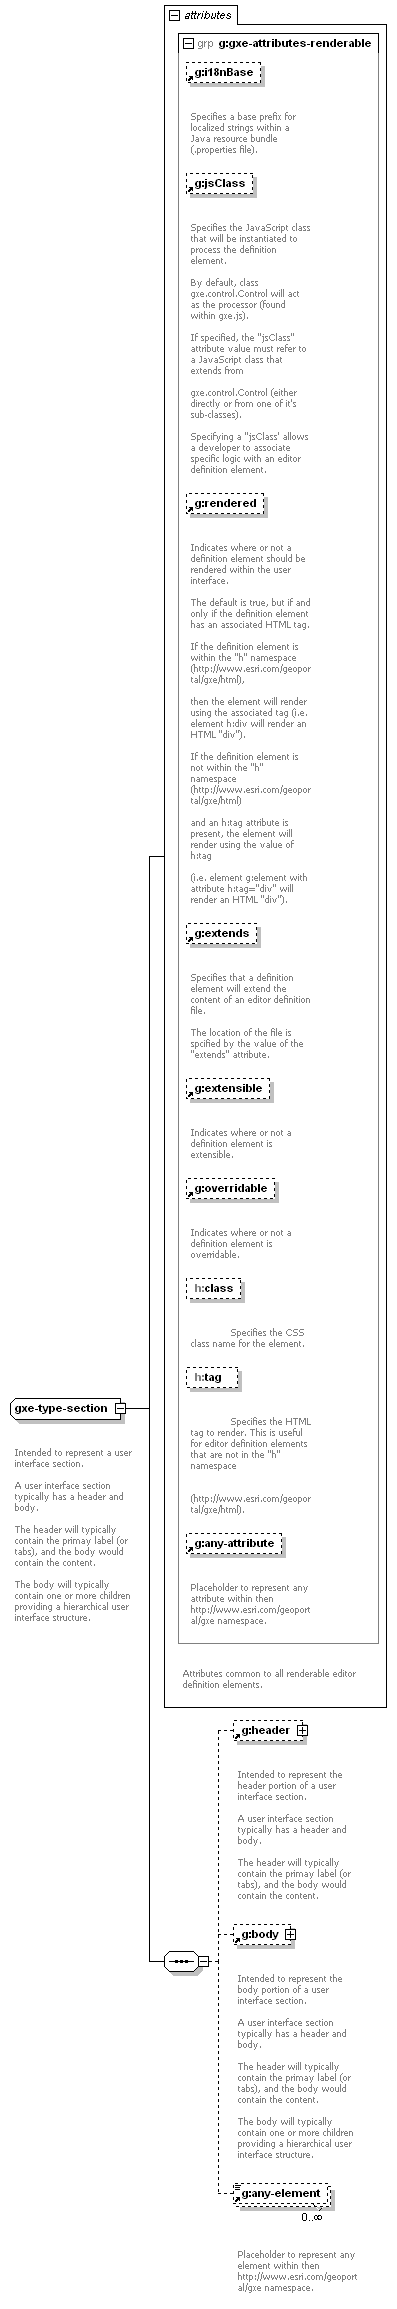 attributes
grp g:gxe-attributes-renderable
g:i18nBase
Specifies a base prefix for
localized strings within a
Java resource bundle
(.properties file).
g:jsClass
Specifies the JavaScript class
that will be instantiated to
process the definition
element.
By default, class
gxe.control.Control will act
as the processor (found
within gxe.js).
If specified, the "jsClass"
attribute value must refer to
a JavaScript class that
extends from
gxe.control.Control (either
directly or from one of it's
sub-classes).
Specifying a "jsClass' allows
a developer to associate
specific logic with an editor
definition element.
g:rendered
Indicates where or not a
definition element should be
rendered within the user
interface.
The default is true, but if and
only if the definition element
has an associated HTML tag.
If the definition element is
within the "h" namespace
(http://www.esri.com/geopor
tal/gxe/html),
then the element will render
using the associated tag (i.e.
element h:div will render an
HTML "div").
If the definition element is
not within the "h"
namespace
(http://www.esri.com/geopor
tal/gxe/html)
and an h:tag attribute is
present, the element will
render using the value of
h:tag
(i.e. element g:element with
attribute h:tag="div" will
render an HTML "div").
g:extends
Specifies that a definition
element will extend the
content of an editor definition
file.
The location of the file is
spcified by the value of the
"extends" attribute.
g:extensible
Indicates where or not a
definition element is
extensible.
g:overridable
Indicates where or not a
definition element is
overridable.
h:class
Specifies the CSS
class name for the element.
h:tag
Specifies the HTML
tag to render. This is useful
for editor definition elements
that are not in the "h"
namespace
(http://www.esri.com/geopor
tal/gxe/html).
g:any-attribute
Placeholder to represent any
attribute within then
http://www.esri.com/geoport
al/gxe namespace.
Attributes common to all renderable editor
definition elements.
gxe-type-section
Intended to represent a user
interface section.
A user interface section
typically has a header and
body.
The header will typically
contain the primay label (or
tabs), and the body would
contain the content.
The body will typically
contain one or more children
providing a hierarchical user
interface structure.
g:header
Intended to represent the
header portion of a user
interface section.
A user interface section
typically has a header and
body.
The header will typically
contain the primay label (or
tabs), and the body would
contain the content.
g:body
Intended to represent the
body portion of a user
interface section.
A user interface section
typically has a header and
body.
The header will typically
contain the primay label (or
tabs), and the body would
contain the content.
The body will typically
contain one or more children
providing a hierarchical user
interface structure.
g:any-element
0..∞
Placeholder to represent any
element within then
http://www.esri.com/geoport
al/gxe namespace.